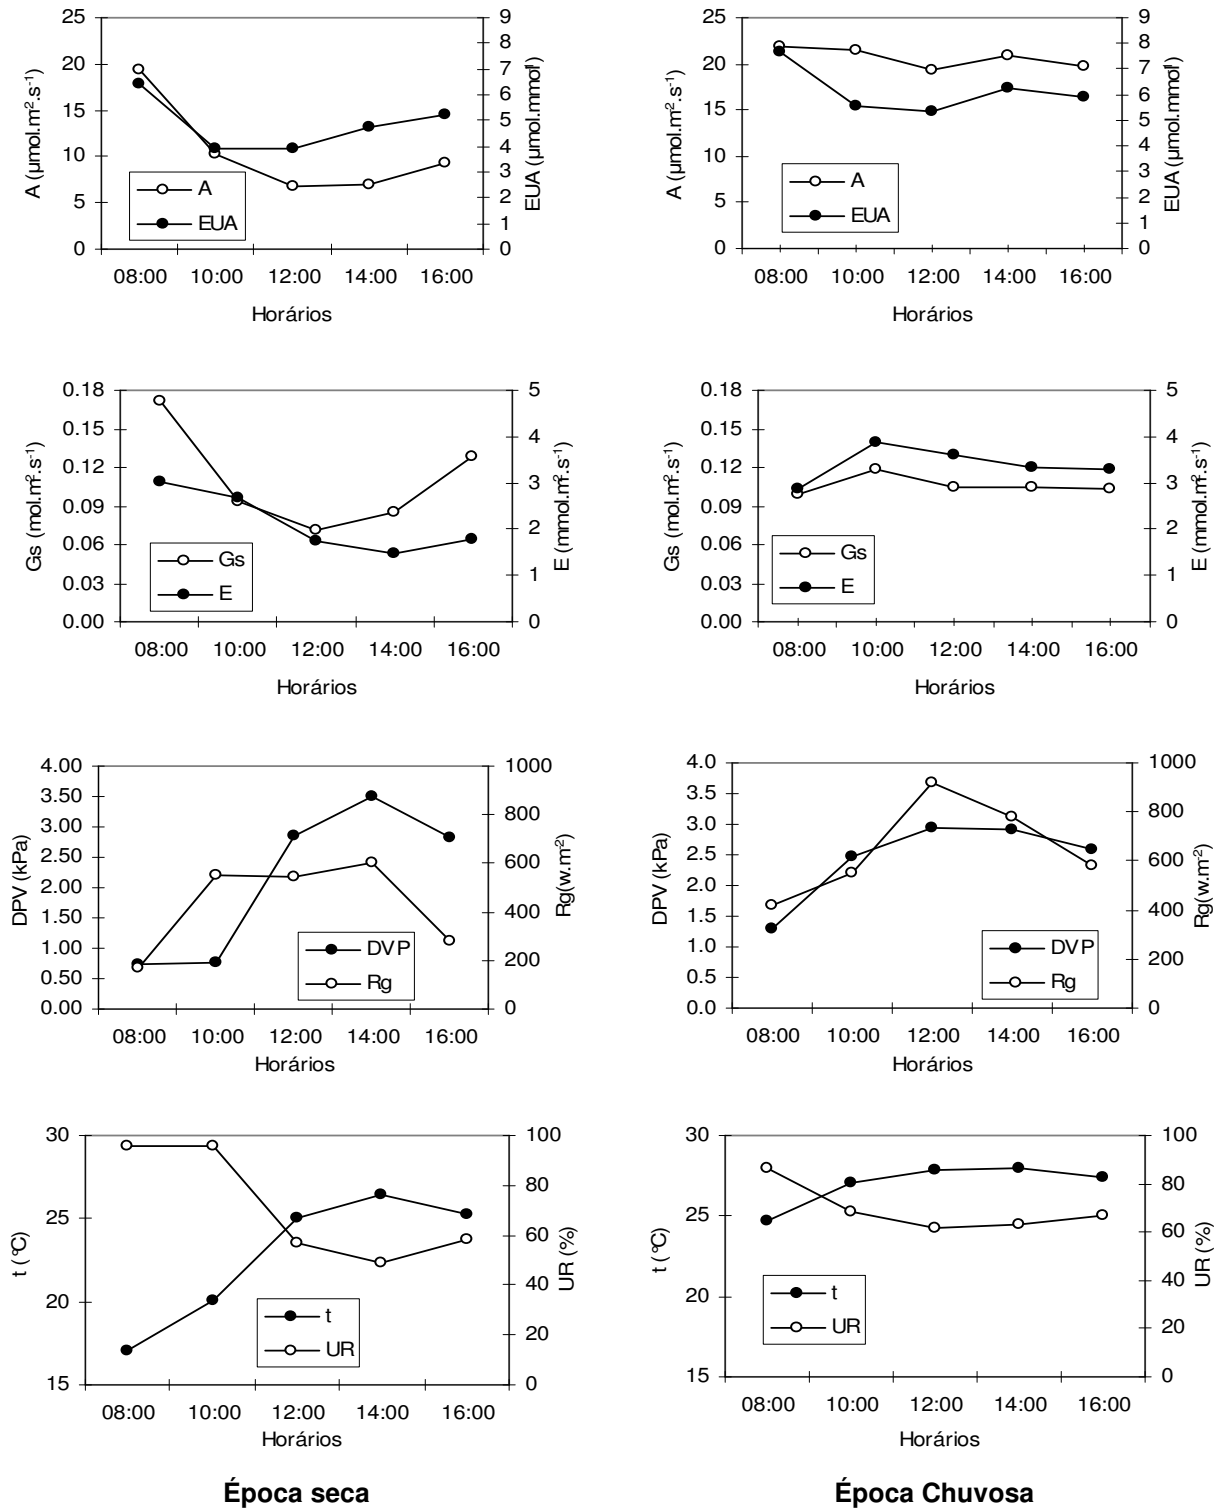 25
20
15
10
5
0
9
8
7
6
5
4
3
2
1
0
A (µmol.m².s⁻¹)
EUA (µmol.mmol¹)
A
EUA
08:00 10:00 12:00 14:00 16:00
Horários
25
20
15
10
5
0
9
8
7
6
5
4
3
2
1
0
A (µmol.m².s⁻¹)
EUA (µmol.mmol¹)
A
EUA
08:00 10:00 12:00 14:00 16:00
Horários
0.18
0.15
0.12
0.09
0.06
0.03
0.00
5
4
3
2
1
0
Gs (mol.m².s⁻¹)
E (mmol.m².s⁻¹)
Gs
E
08:00 10:00 12:00 14:00 16:00
Horários
0.18
0.15
0.12
0.09
0.06
0.03
0.00
5
4
3
2
1
0
Gs (mol.m².s⁻¹)
E (mmol.m².s⁻¹)
Gs
E
08:00 10:00 12:00 14:00 16:00
Horários
4.00
3.50
3.00
2.50
2.00
1.50
1.00
0.50
0.00
1000
800
600
400
200
0
DPV (kPa)
Rg(w.m⁻²)
DVP
Rg
08:00 10:00 12:00 14:00 16:00
Horários
4.0
3.5
3.0
2.5
2.0
1.5
1.0
0.5
0.0
1000
800
600
400
200
0
DPV (kPa)
Rg(w.m⁻²)
DVP
Rg
08:00 10:00 12:00 14:00 16:00
Horários
30
25
20
15
100
80
60
40
20
0
t (°C)
UR (%)
t
UR
08:00 10:00 12:00 14:00 16:00
Horários
30
25
20
15
100
80
60
40
20
0
t (°C)
UR (%)
t
UR
08:00 10:00 12:00 14:00 16:00
Horários
Época seca
Época Chuvosa